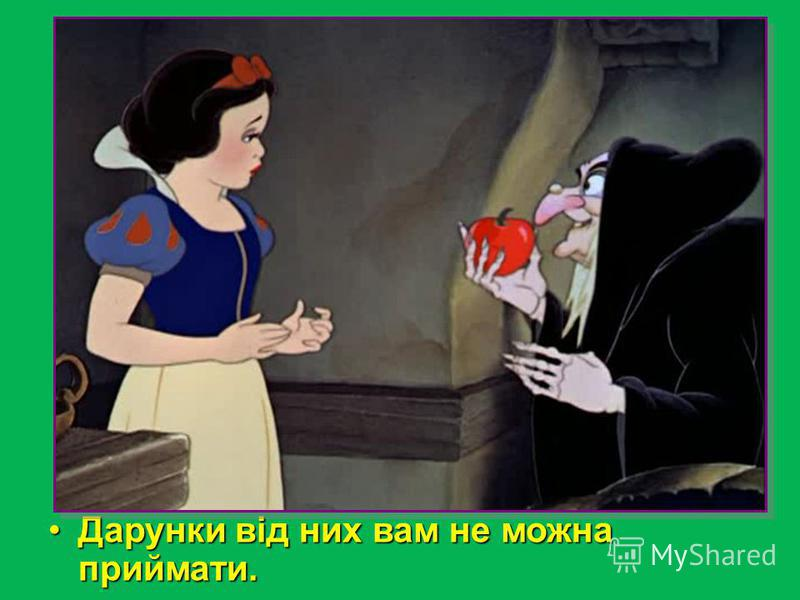 • Дарунки від них вам не можна
приймати.
MyShared